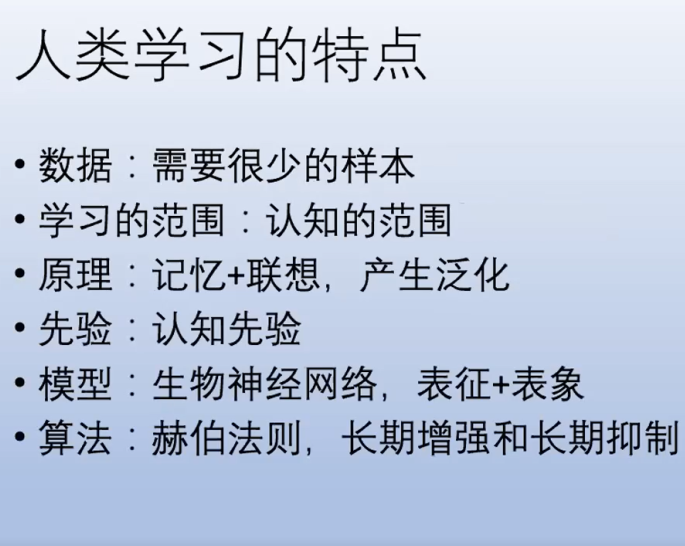 人类学习的特点
• 数据：需要很少的样本
• 学习的范围：认知的范围
• 原理：记忆+联想，产生泛化
• 先验：认知先验
• 模型：生物神经网络，表征+表象
• 算法：赫伯法则，长期增强和长期抑制